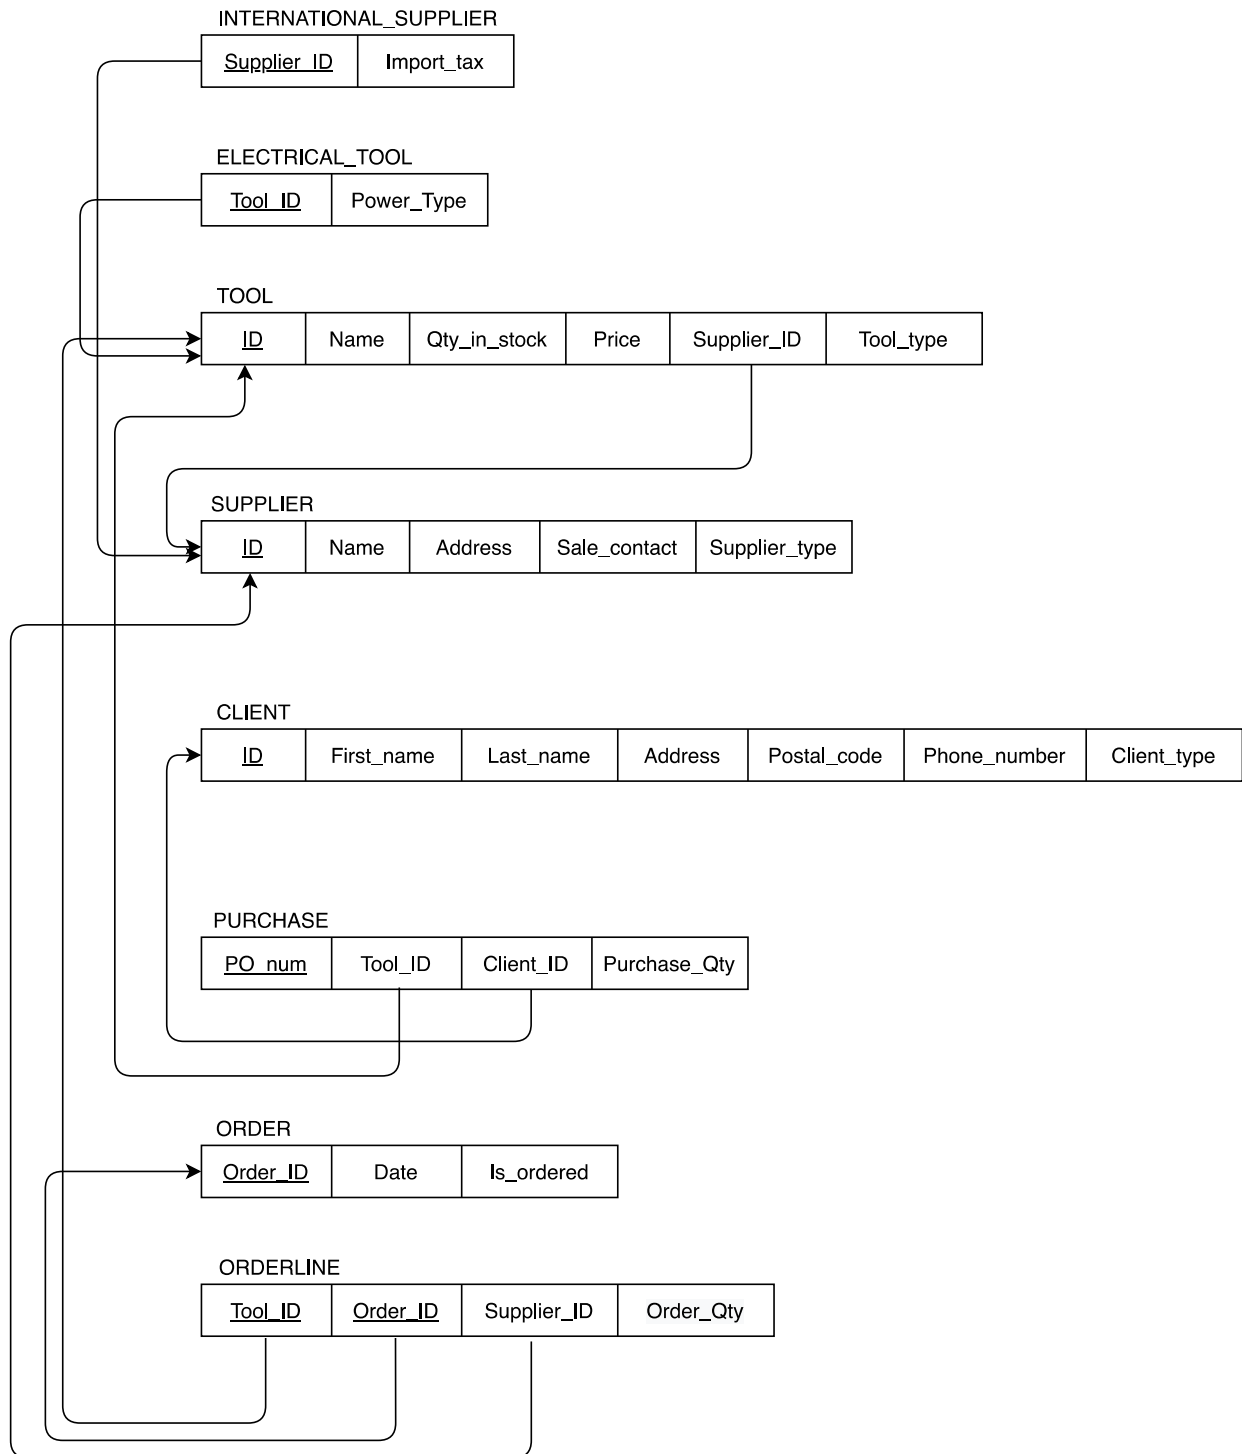 INTERNATIONAL_SUPPLIER
Supplier_ID Import_tax
ELECTRICAL_TOOL
Tool_ID Power_Type
TOOL
ID Name Qty_in_stock Price Supplier_ID Tool_type
SUPPLIER
ID Name Address Sale_contact Supplier_type
CLIENT
ID First_name Last_name Address Postal_code Phone_number Client_type
PURCHASE
PO_num Tool_ID Client_ID Purchase_Qty
ORDER
Order_ID Date Is_ordered
ORDERLINE
Tool_ID Order_ID Supplier_ID Order_Qty